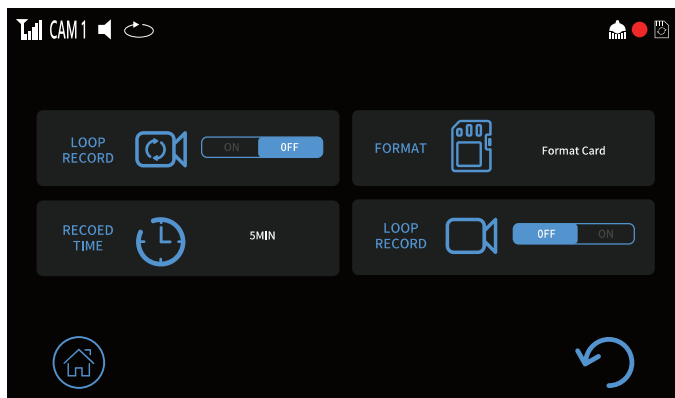 CAM 1
LOOP
RECORD
ON
OFF
FORMAT
Format Card
RECOED
TIME
5MIN
LOOP
RECORD
OFF
ON